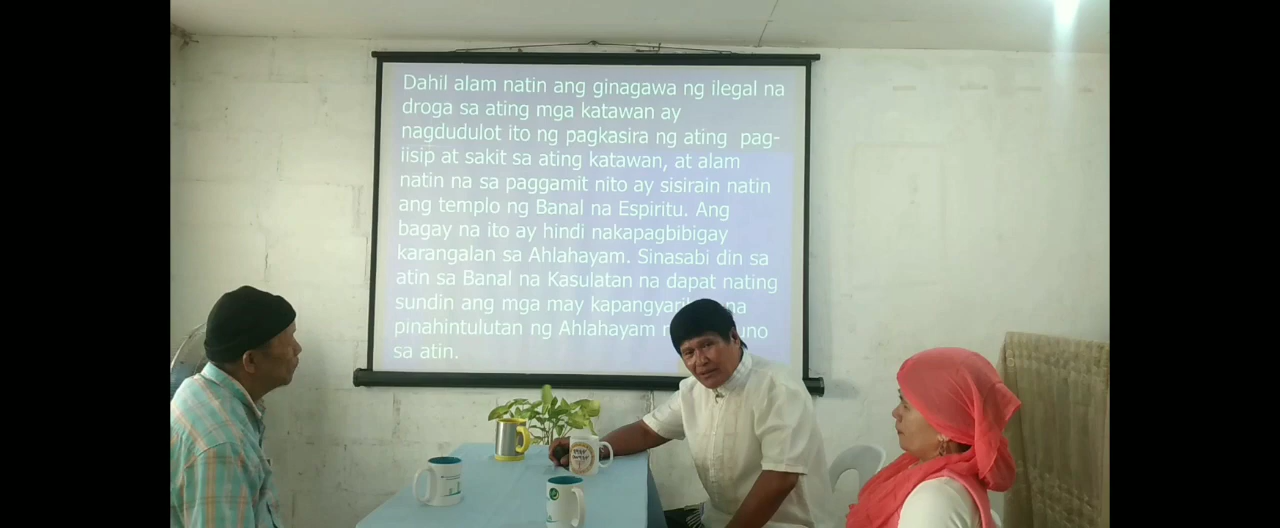 Dahil alam natin ang ginagawa ng ilegal na
droga sa ating mga katawan ay
nagdudulot ito ng pagkasira ng ating pag-
iisip at sakit sa ating katawan, at alam
natin na sa paggamit nito ay sisirain natin
ang templo ng Banal na Espiritu. Ang
bagay na ito ay hindi nakapagbibigay
karangalan sa Ahlahayam. Sinasabi din sa
atin sa Banal na Kasulatan na dapat nating
sundin ang mga may na
pinahintulutan ng Ahlahayam
sa atin.